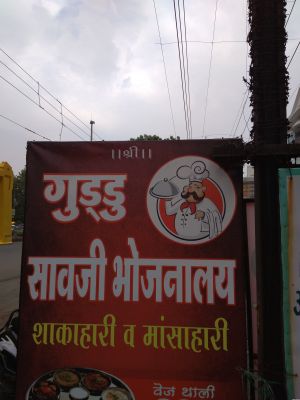 ॥श्री॥
गुड्डु
सावजी भोजनालय
शाकाहारी व मांसाहारी
वेज थाली